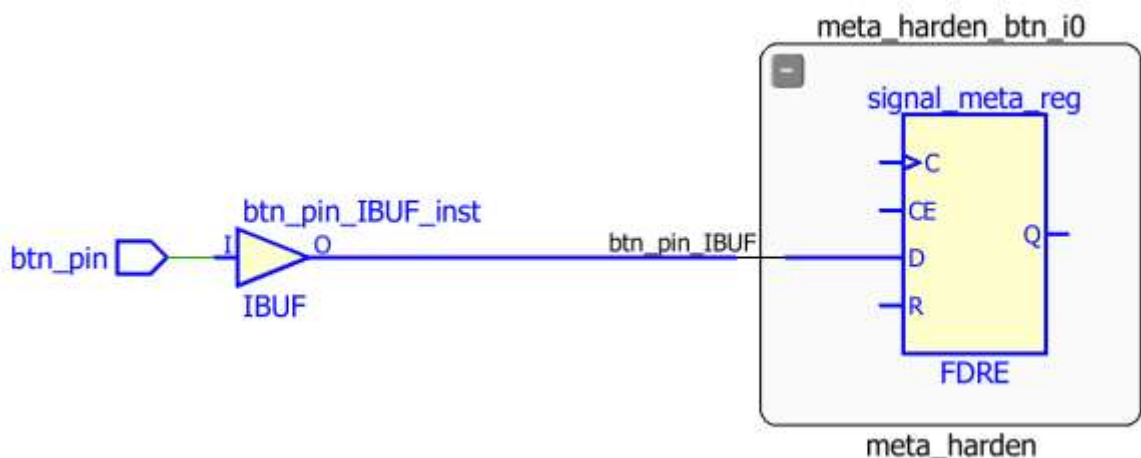 meta_harden_btn_i0
signal_meta_reg
C
btn_pin_IBUF_inst
CE
btn_pin
I
O
btn_pin_IBUF
D
Q
IBUF
R
FDRE
meta_harden